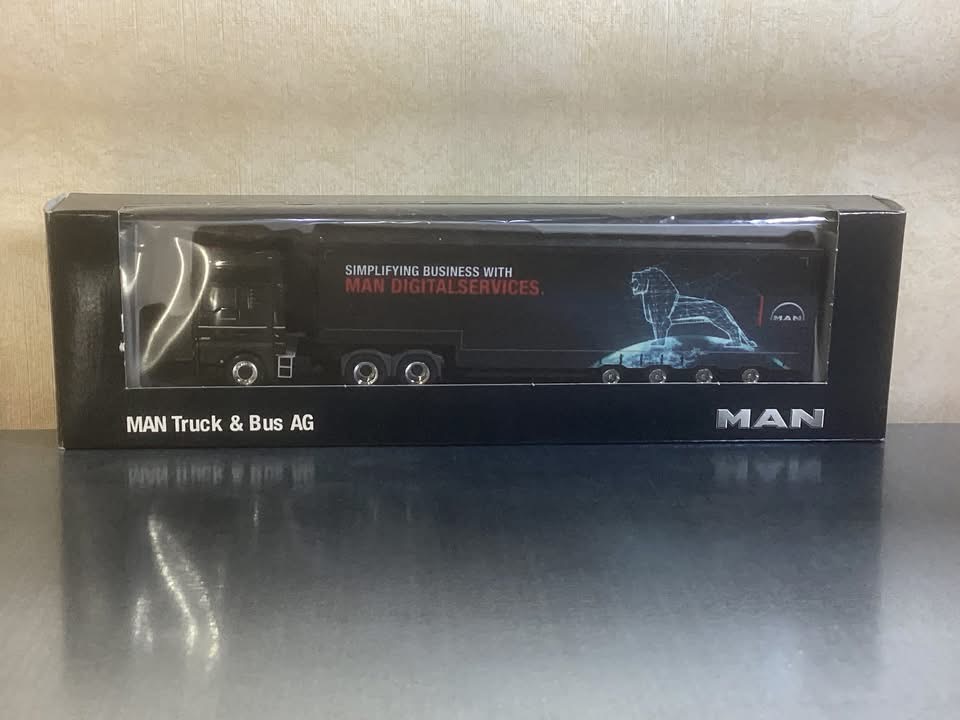 SIMPLIFYING BUSINESS WITH
MAN DIGITALSERVICES.
MAN
MAN Truck & Bus AG
MAN